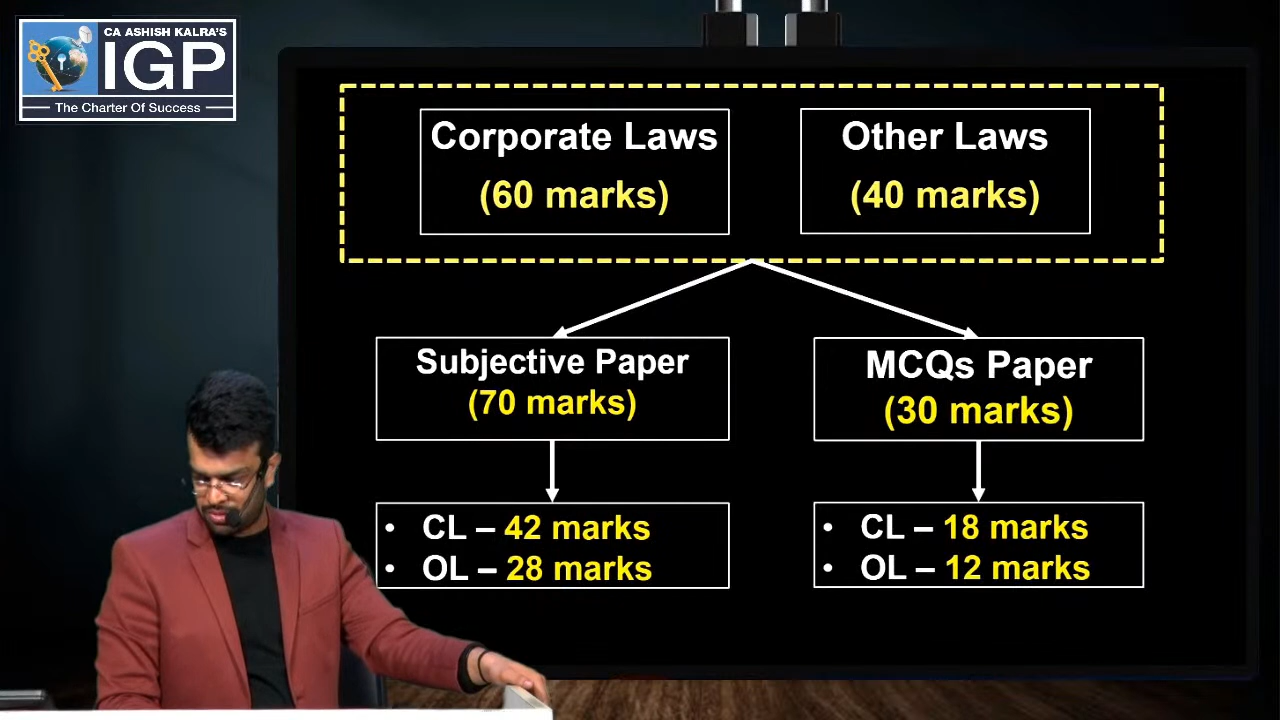 CA ASHISH KALRA'S
IGP
The Charter Of Success
Corporate Laws
(60 marks)
Other Laws
(40 marks)
Subjective Paper
(70 marks)
MCQs Paper
(30 marks)
• CL – 42 marks
• OL – 28 marks
• CL – 18 marks
• OL – 12 marks